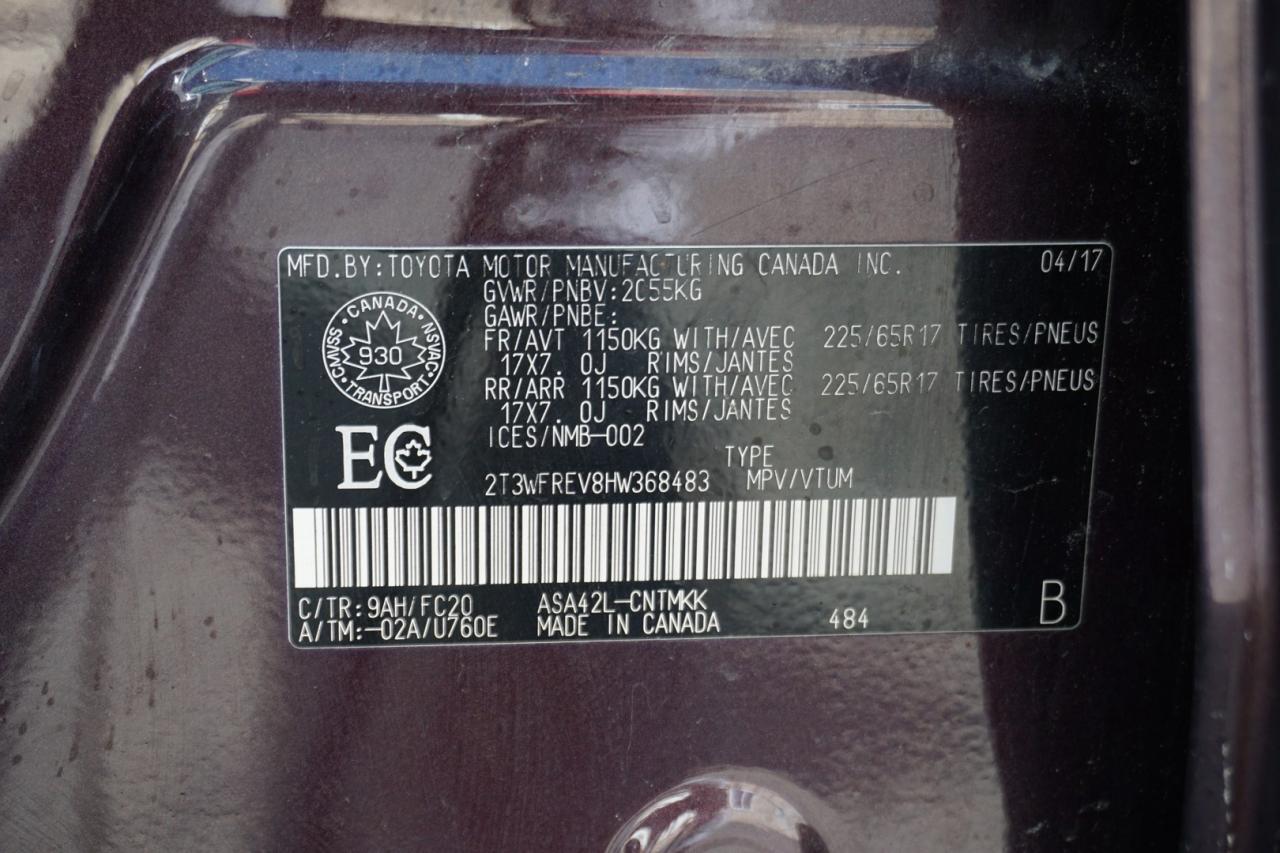 MFD.BY:TOYOTA MOTOR MANUFACTURING CANADA INC. 04/17
GVWR/PNBV:2055KG
GAWR/PNBE:
FR/AVT 1150KG WITH/AVEC 225/65R17 TIRES/PNEUS
17X7.0J RIMS/JANTES
RR/ARR 1150KG WITH/AVEC 225/65R17 TIRES/PNEUS
17X7.0J RIMS/JANTES
ICES/NMB-002
CANADA
NSVAC
TRANSPORT
CMVSS
930
EC
TYPE
2T3WFREV8HW368483 MPV/VTUM
C/TR:9AH/FC20 ASA42L-CNTMKK
A/TM:-02A/U760E MADE IN CANADA 484
B